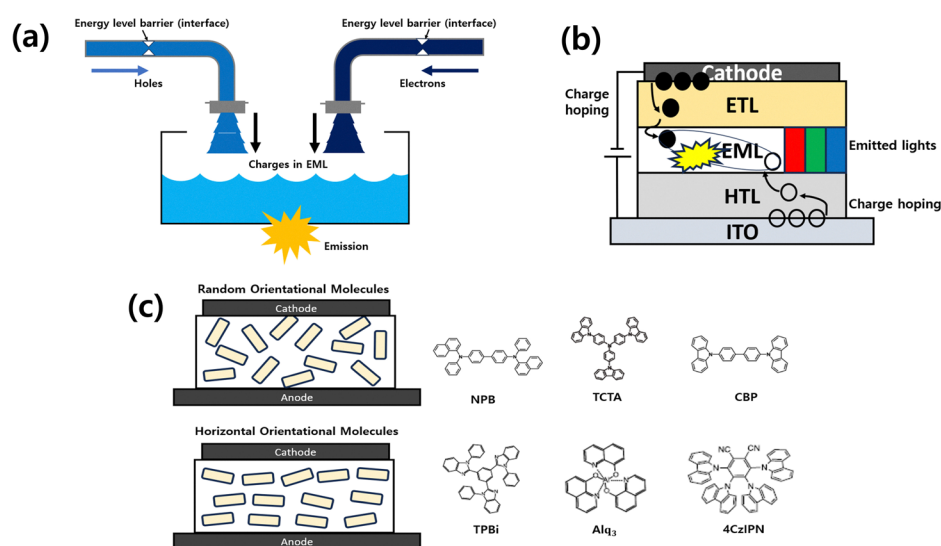 (a)
Energy level barrier (interface)
Energy level barrier (interface)
Holes
Electrons
Charges in EML
Emission
(b)
Cathode
Charge
hoping
ETL
EML
Emitted lights
HTL
Charge hoping
ITO
(c)
Random Orientational Molecules
Cathode
Anode
NPB
TCTA
CBP
Horizontal Orientational Molecules
Cathode
Anode
TPBi
Alq3
NC
CN
4CzIPN